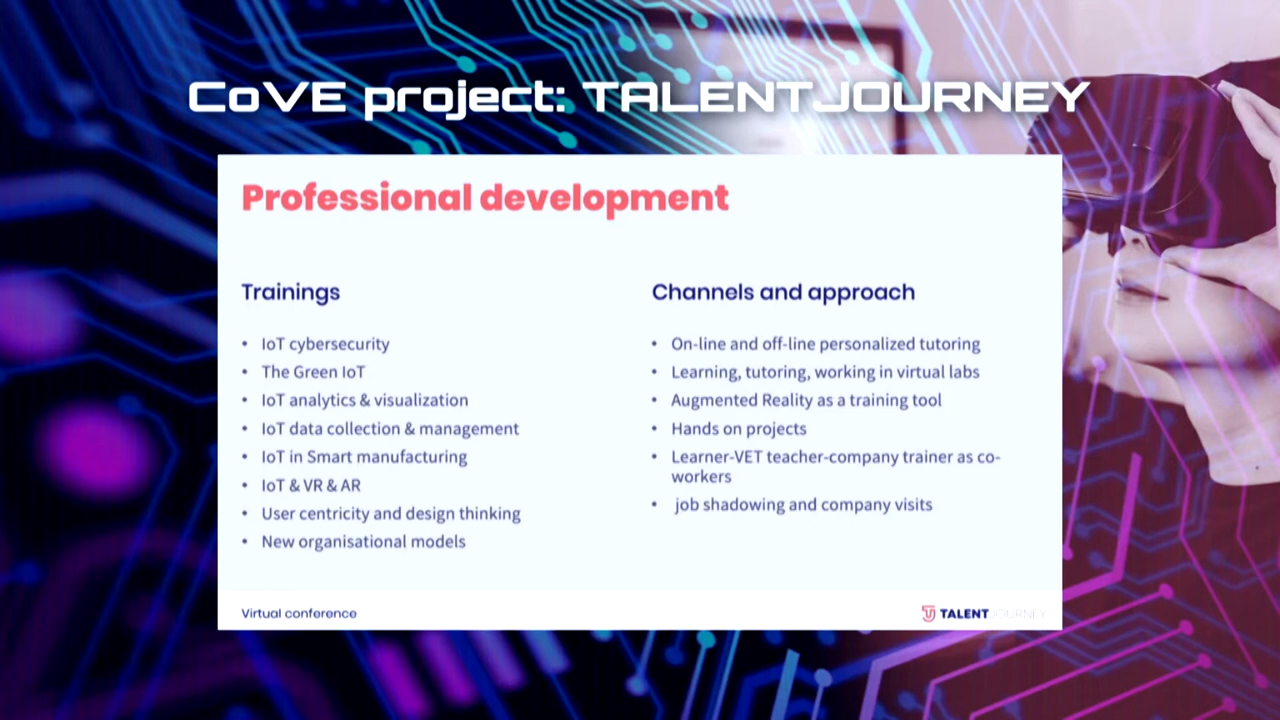 CoVE project: TALENTJOURNEY
Professional development
Trainings
• IoT cybersecurity
• The Green IoT
• IoT analytics & visualization
• IoT data collection & management
• IoT in Smart manufacturing
• IoT & VR & AR
• User centricity and design thinking
• New organisational models
Channels and approach
• On-line and off-line personalized tutoring
• Learning, tutoring, working in virtual labs
• Augmented Reality as a training tool
• Hands on projects
• Learner-VET teacher-company trainer as co-
workers
• job shadowing and company visits
Virtual conference
TALENTJOURNEY